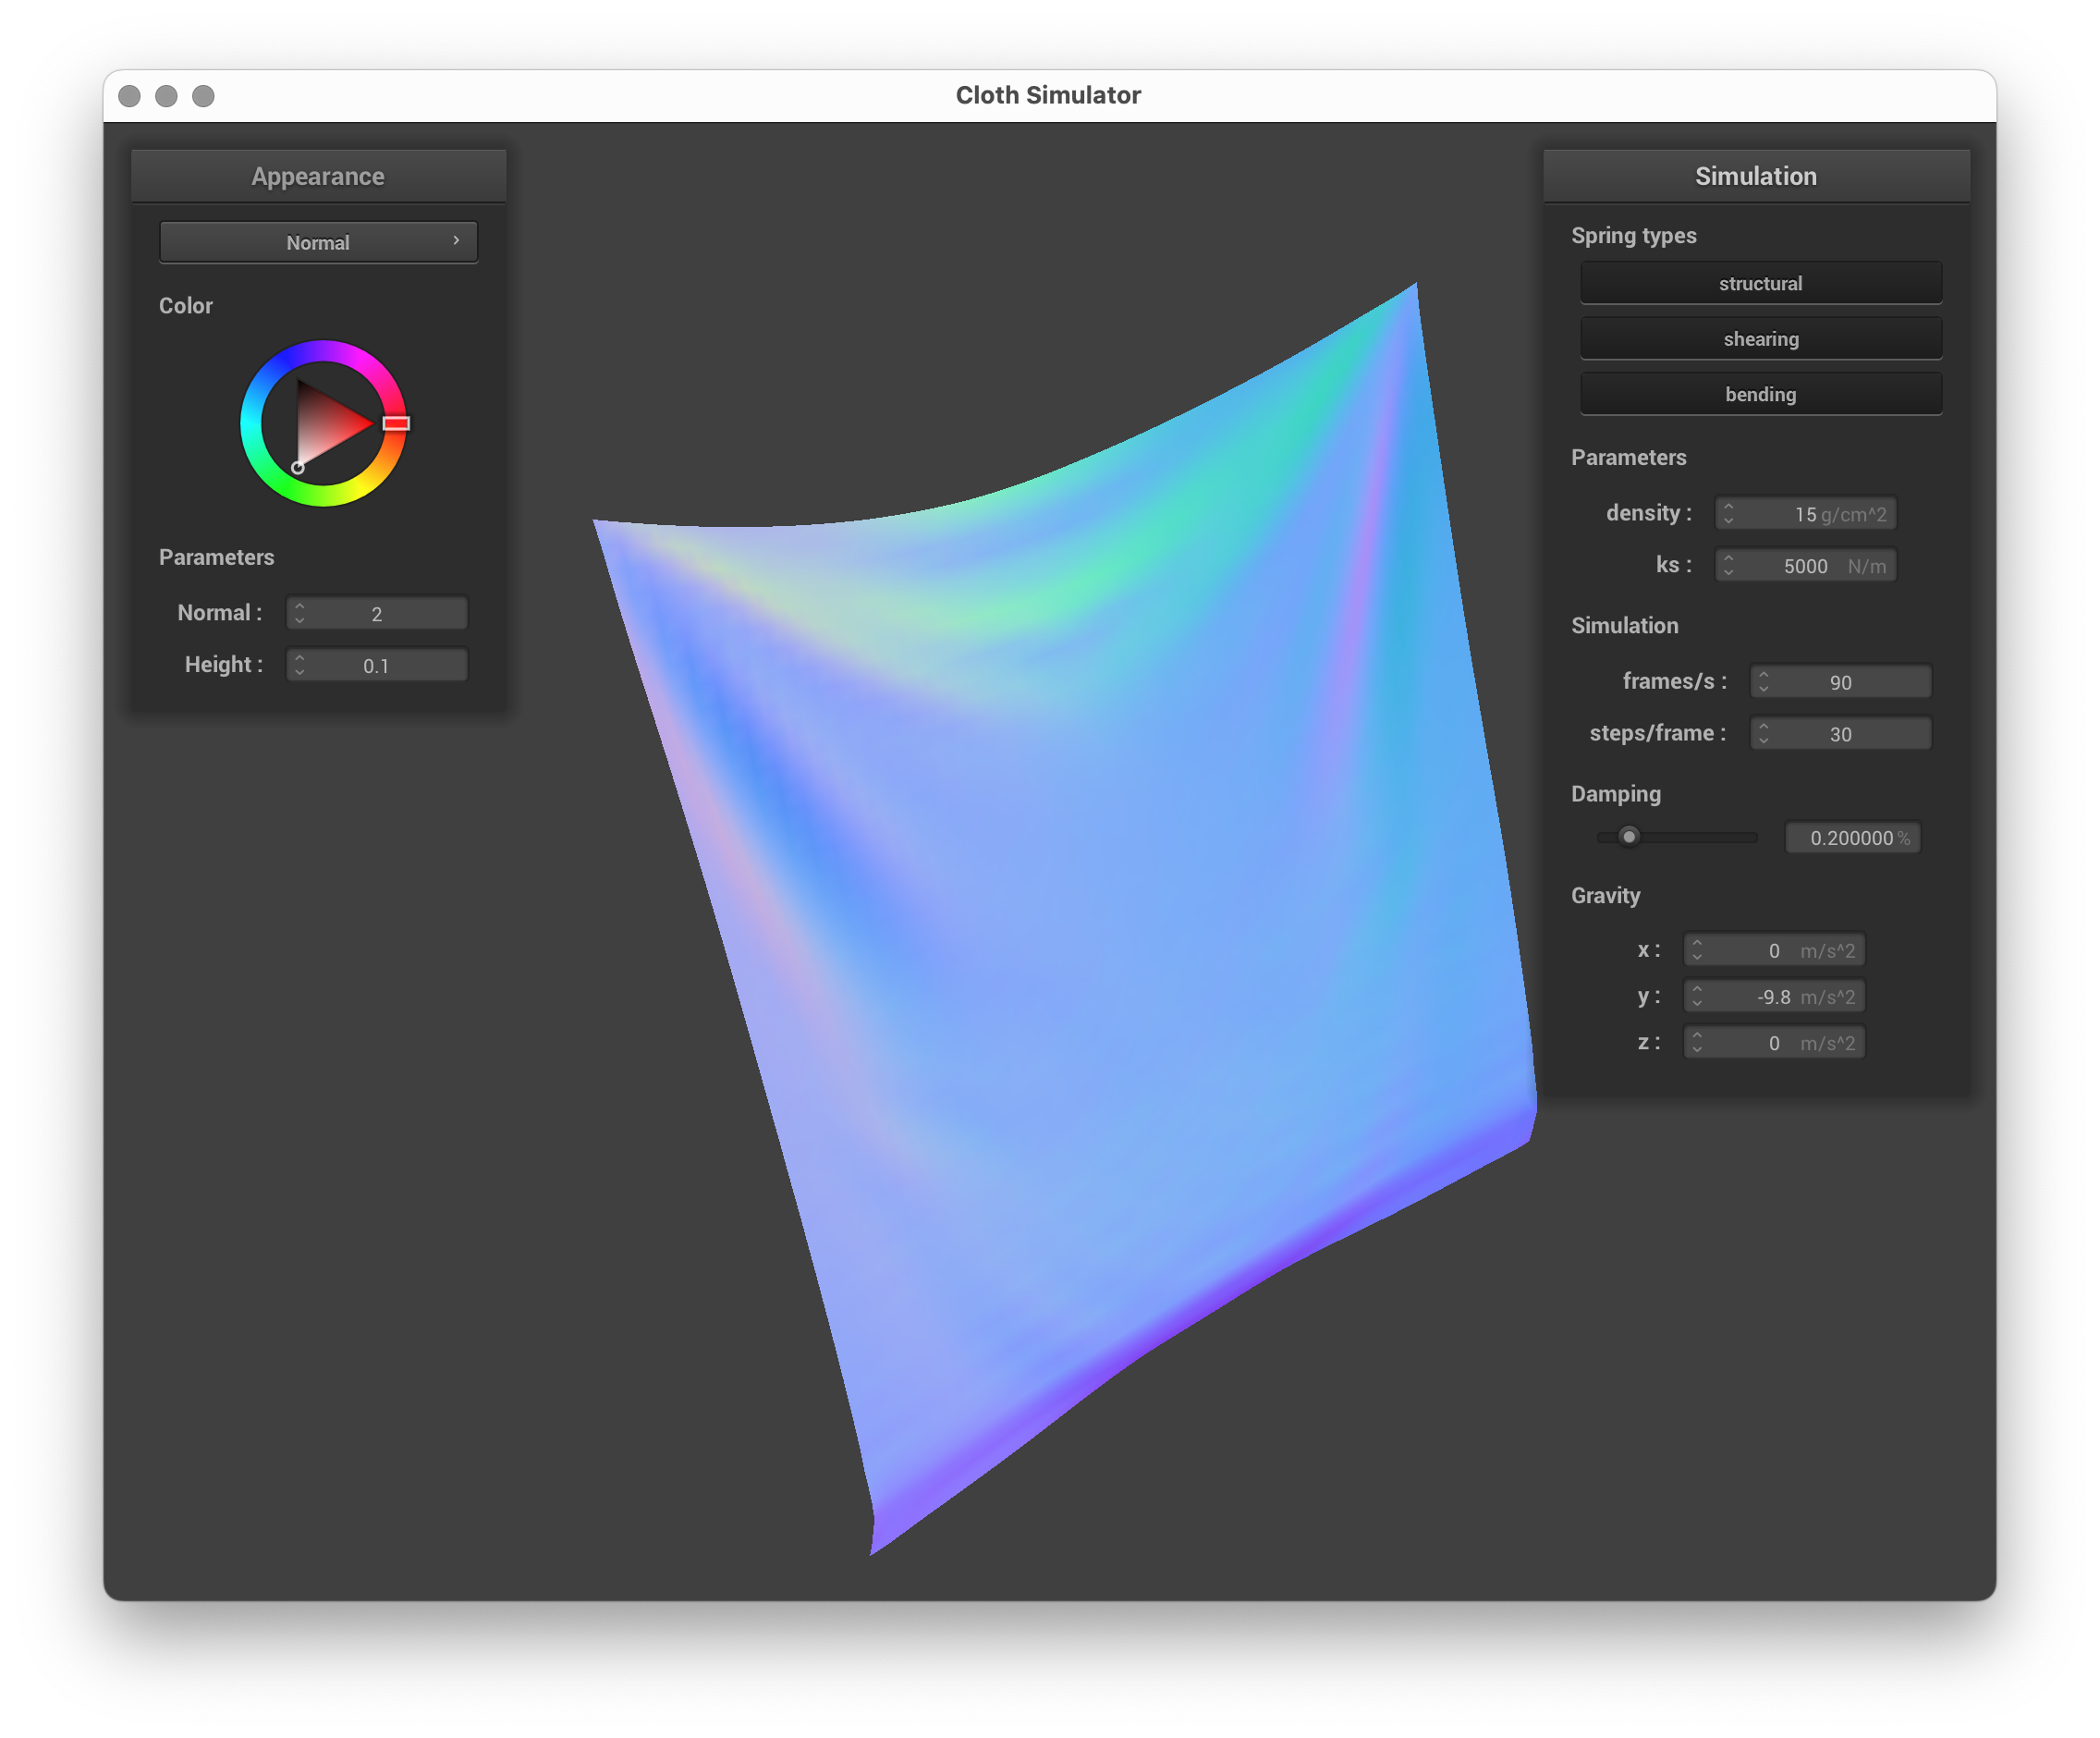 Cloth Simulator
Appearance
Normal
Color
Parameters
Normal : 2
Height : 0.1
Simulation
Spring types
structural
shearing
bending
Parameters
density : 15 g/cm^2
ks : 5000 N/m
Simulation
frames/s : 90
steps/frame : 30
Damping
0.200000 %
Gravity
x : 0 m/s^2
y : -9.8 m/s^2
z : 0 m/s^2